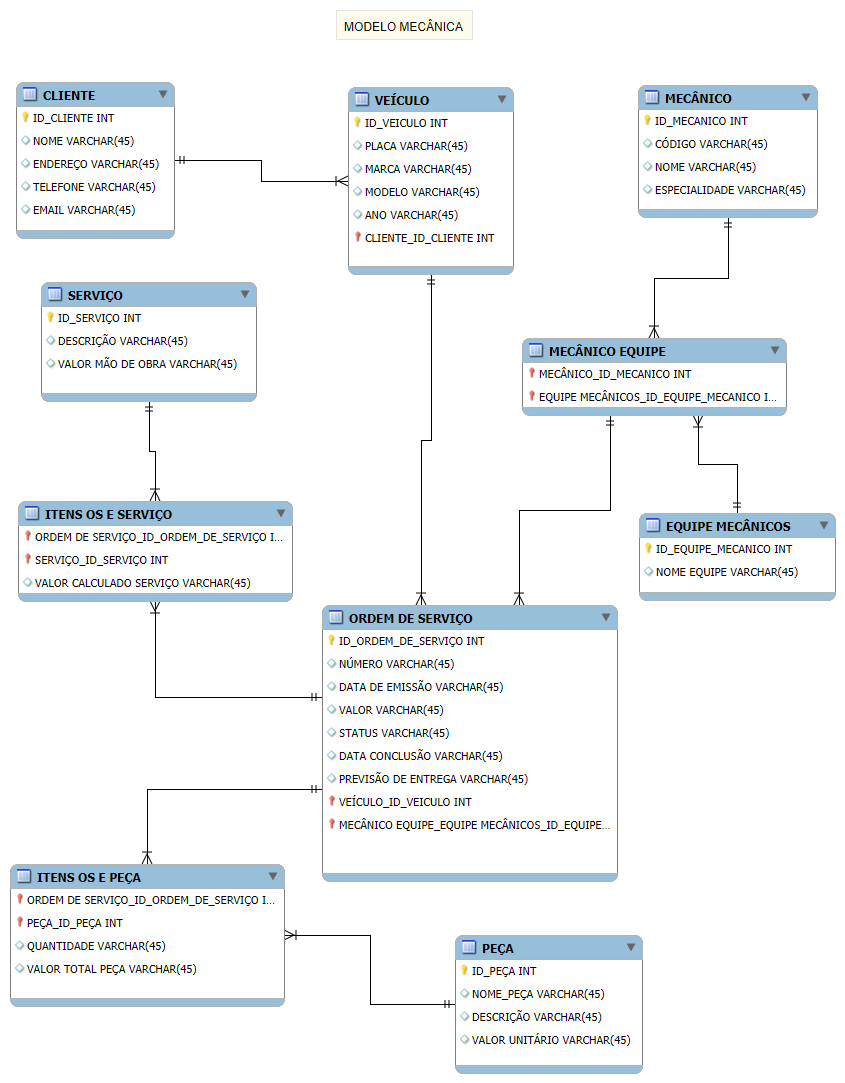 MODELO MECÂNICA
CLIENTE
ID_CLIENTE INT
NOME VARCHAR(45)
ENDEREÇO VARCHAR(45)
TELEFONE VARCHAR(45)
EMAIL VARCHAR(45)
VEÍCULO
ID_VEICULO INT
PLACA VARCHAR(45)
MARCA VARCHAR(45)
MODELO VARCHAR(45)
ANO VARCHAR(45)
CLIENTE_ID_CLIENTE INT
MECÂNICO
ID_MECANICO INT
CÓDIGO VARCHAR(45)
NOME VARCHAR(45)
ESPECIALIDADE VARCHAR(45)
SERVIÇO
ID_SERVIÇO INT
DESCRIÇÃO VARCHAR(45)
VALOR MÃO DE OBRA VARCHAR(45)
MECÂNICO EQUIPE
MECÂNICO_ID_MECANICO INT
EQUIPE MECÂNICOS_ID_EQUIPE_MECANICO I...
ITENS OS E SERVIÇO
ORDEM DE SERVIÇO_ID_ORDEM_DE_SERVIÇO I...
SERVIÇO_ID_SERVIÇO INT
VALOR CALCULADO SERVIÇO VARCHAR(45)
EQUIPE MECÂNICOS
ID_EQUIPE_MECANICO INT
NOME EQUIPE VARCHAR(45)
ORDEM DE SERVIÇO
ID_ORDEM_DE_SERVIÇO INT
NÚMERO VARCHAR(45)
DATA DE EMISSÃO VARCHAR(45)
VALOR VARCHAR(45)
STATUS VARCHAR(45)
DATA CONCLUSÃO VARCHAR(45)
PREVISÃO DE ENTREGA VARCHAR(45)
VEÍCULO_ID_VEICULO INT
MECÂNICO EQUIPE_EQUIPE MECÂNICOS_ID_EQUIPE...
ITENS OS E PEÇA
ORDEM DE SERVIÇO_ID_ORDEM_DE_SERVIÇO I...
PEÇA_ID_PEÇA INT
QUANTIDADE VARCHAR(45)
VALOR TOTAL PEÇA VARCHAR(45)
PEÇA
ID_PEÇA INT
NOME_PEÇA VARCHAR(45)
DESCRIÇÃO VARCHAR(45)
VALOR UNITÁRIO VARCHAR(45)